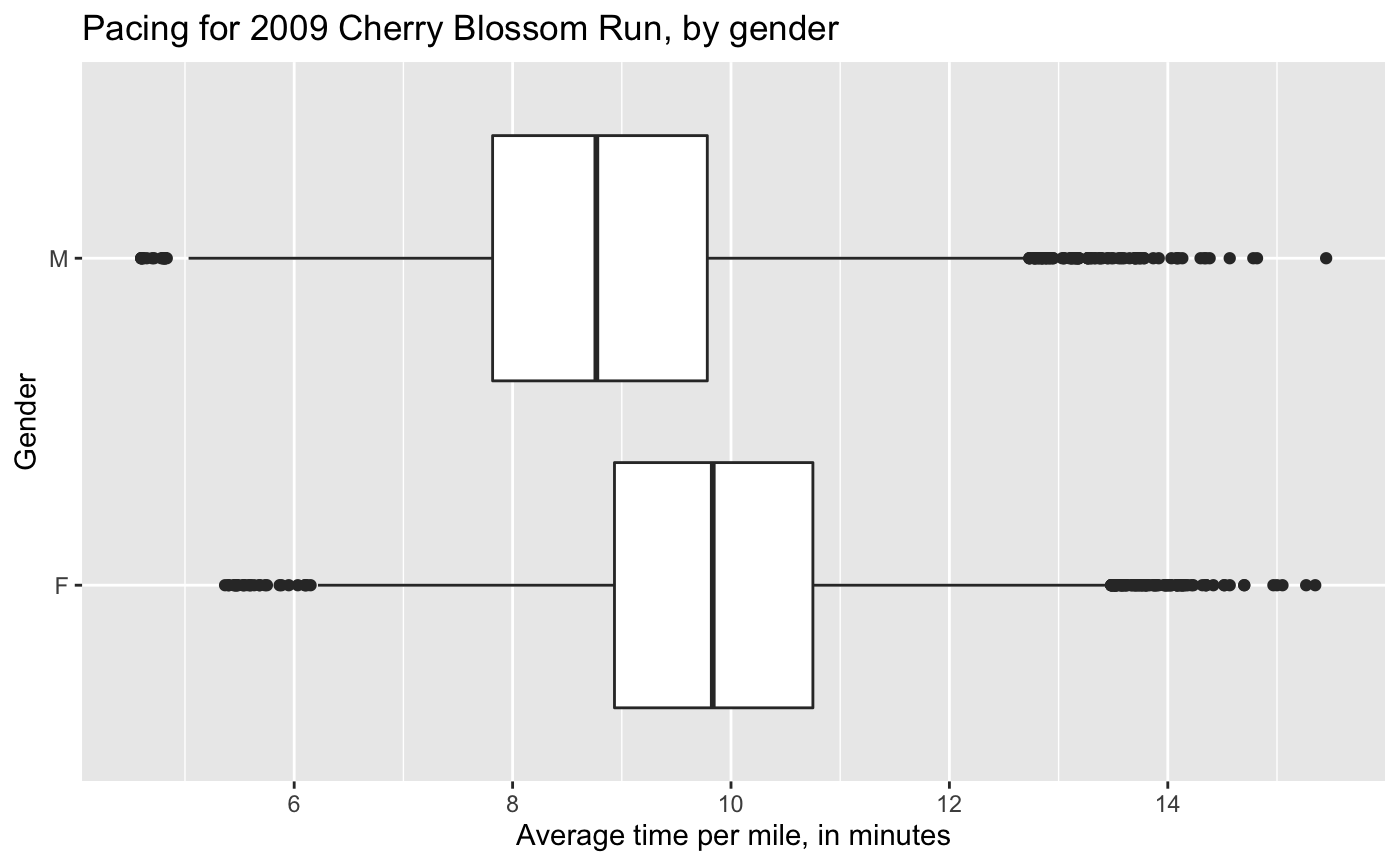 Pacing for 2009 Cherry Blossom Run, by gender
Gender
M
F
6 8 10 12 14
Average time per mile, in minutes